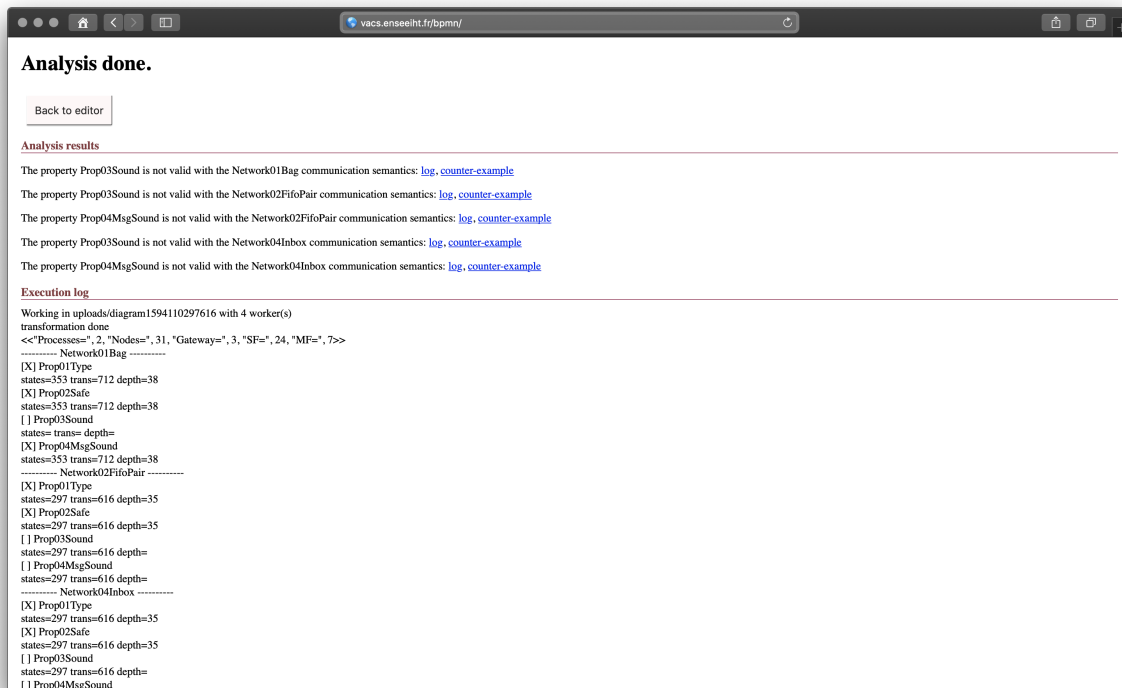 vacs.enseeiht.fr/bpmn/
Analysis done.
Back to editor
Analysis results
The property Prop03Sound is not valid with the Network01Bag communication semantics: log, counter-example
The property Prop03Sound is not valid with the Network02FifoPair communication semantics: log, counter-example
The property Prop04MsgSound is not valid with the Network02FifoPair communication semantics: log, counter-example
The property Prop03Sound is not valid with the Network04Inbox communication semantics: log, counter-example
The property Prop04MsgSound is not valid with the Network04Inbox communication semantics: log, counter-example
Execution log
Working in uploads/diagram1594110297616 with 4 worker(s)
transformation done
<<"Processes=", 2, "Nodes=", 31, "Gateway=", 3, "SF=", 24, "MF=", 7>>
---------- Network01Bag ----------
[X] Prop01Type
states=353 trans=712 depth=38
[X] Prop02Safe
states=353 trans=712 depth=38
[ ] Prop03Sound
states= trans= depth=
[X] Prop04MsgSound
states=353 trans=712 depth=38
---------- Network02FifoPair ----------
[X] Prop01Type
states=297 trans=616 depth=35
[X] Prop02Safe
states=297 trans=616 depth=35
[ ] Prop03Sound
states=297 trans=616 depth=
[ ] Prop04MsgSound
states=297 trans=616 depth=
---------- Network04Inbox ----------
[X] Prop01Type
states=297 trans=616 depth=35
[X] Prop02Safe
states=297 trans=616 depth=35
[ ] Prop03Sound
states=297 trans=616 depth=
[ ] Prop04MsgSound